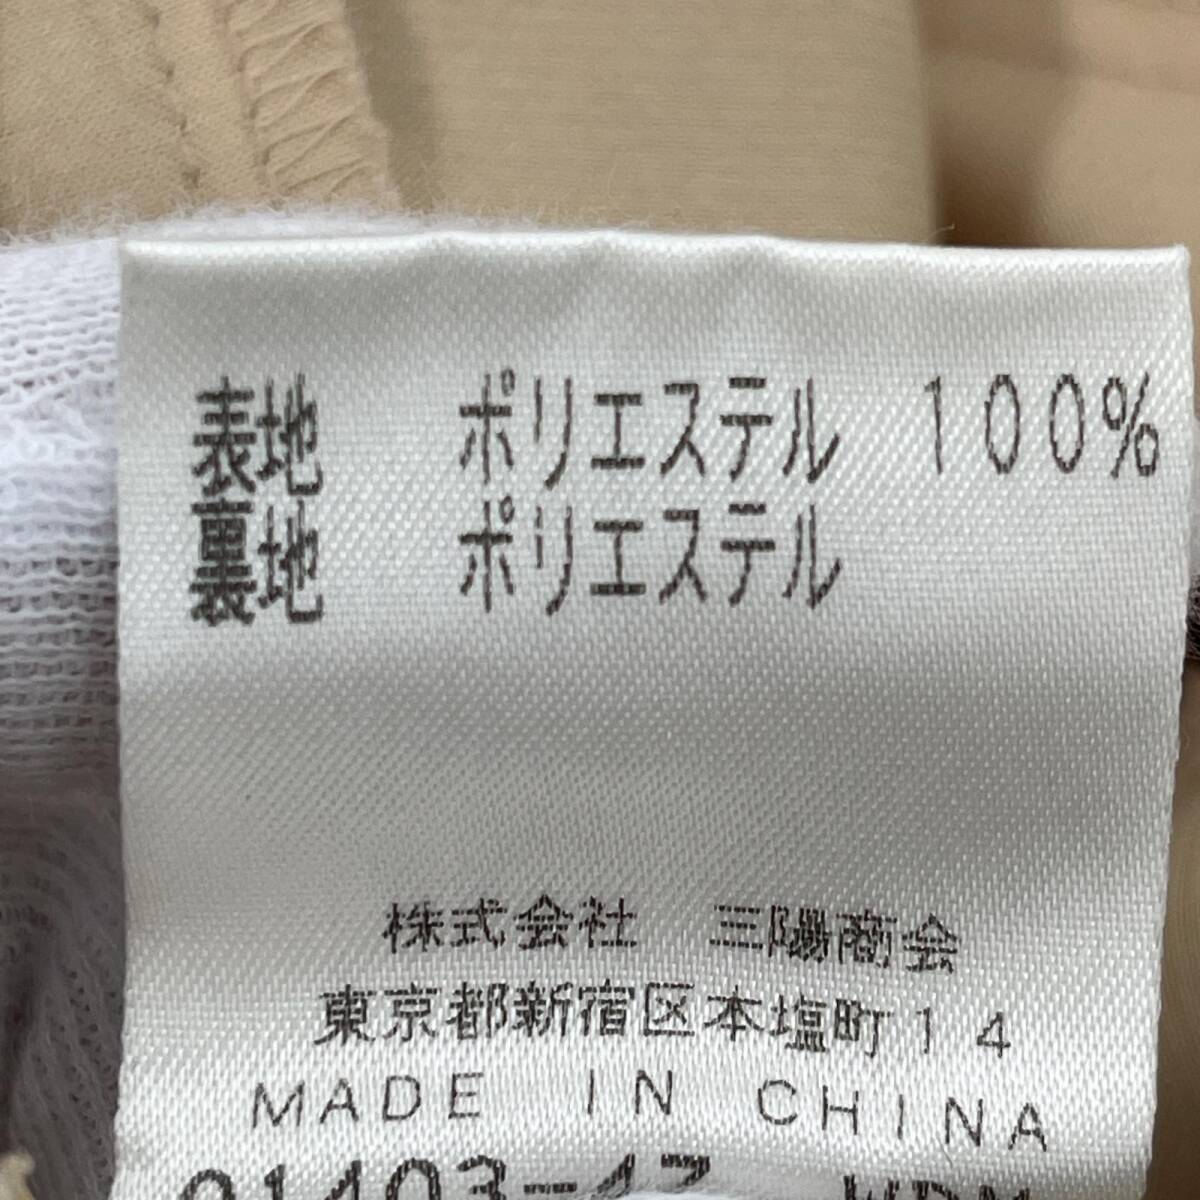 表地 ポリエステル 100%
裏地 ポリエステル
株式会社 三陽商会
東京都新宿区本塩町14
MADE IN CHINA